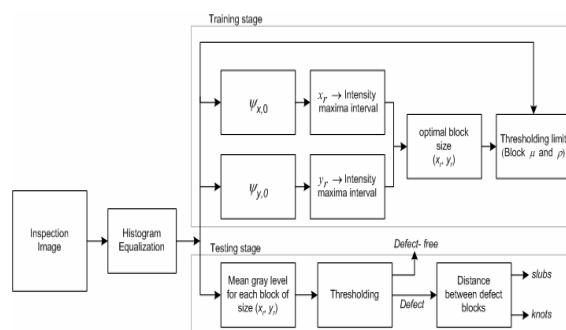 Training stage
ψx,0
xr → Intensity
maxima interval
optimal block
size
(xr, yr)
Thresholding limit
(Block μ and ρ)
ψy,0
yr → Intensity
maxima interval
Inspection
Image
Histogram
Equalization
Testing stage
Defect- free
Mean gray level
for each block of
size (xr, yr)
Thresholding
Defect
Distance
between defect
blocks
slubs
knots